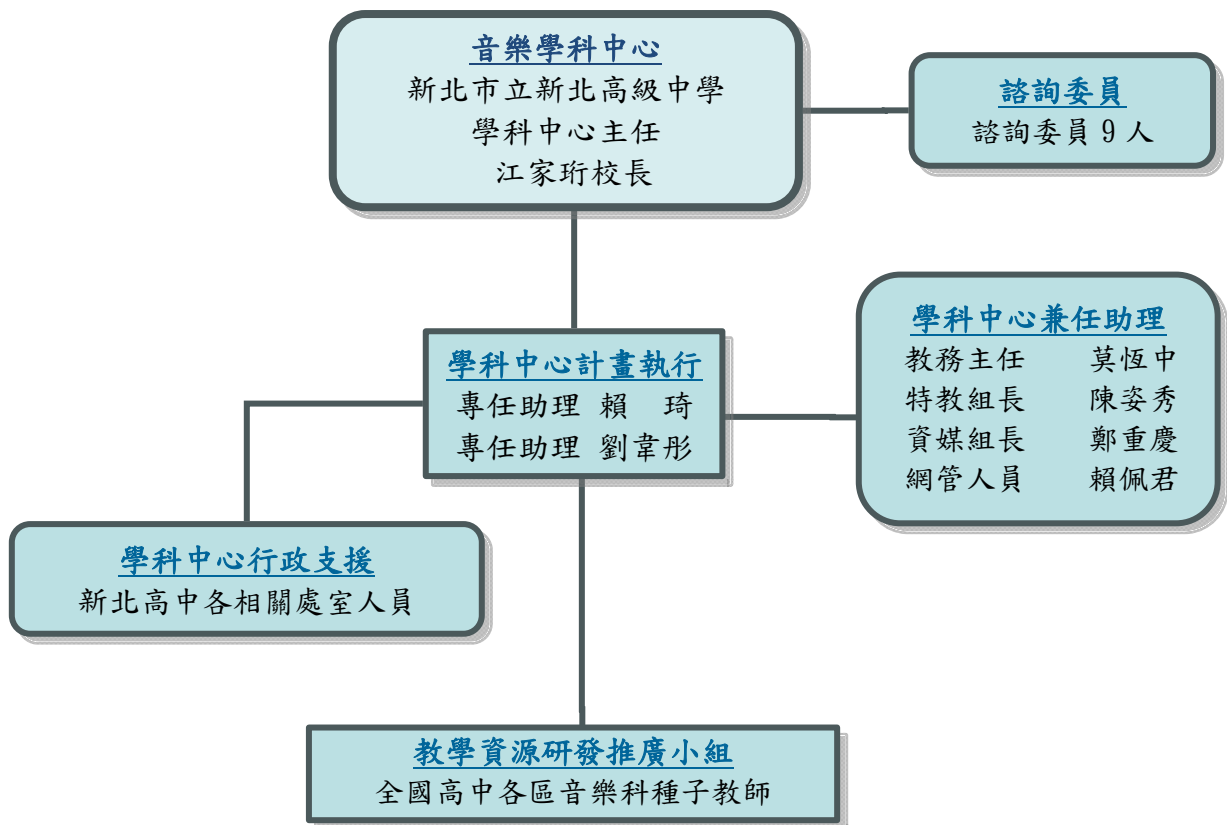 音樂學科中心
新北市立新北高級中學
學科中心主任
江家珩校長
諮詢委員
諮詢委員 9 人
學科中心計畫執行
專任助理 賴　琦
專任助理 劉韋彤
學科中心兼任助理
教務主任　莫恆中
特教組長　陳姿秀
資媒組長　鄭重慶
網管人員　賴佩君
學科中心行政支援
新北高中各相關處室人員
教學資源研發推廣小組
全國高中各區音樂科種子教師